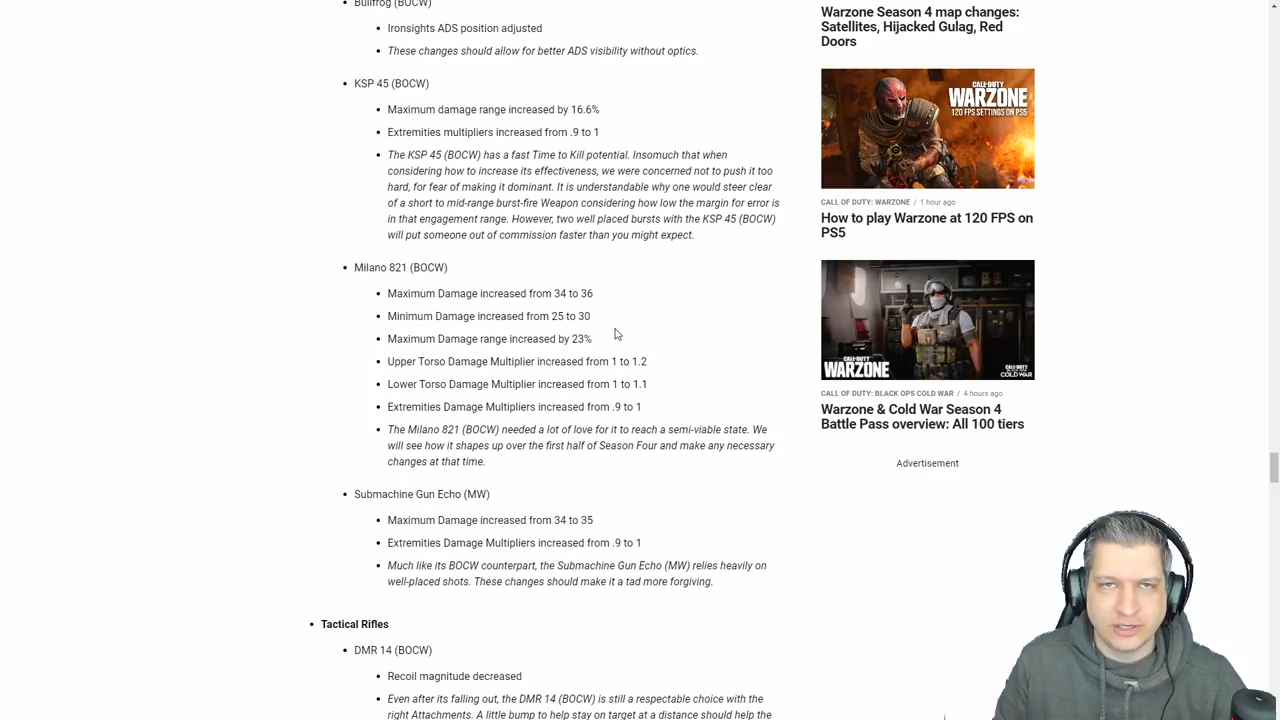 Bullfrog (BOCW)
Ironsights ADS position adjusted
These changes should allow for better ADS visibility without optics.
KSP 45 (BOCW)
Maximum damage range increased by 16.6%
Extremities multipliers increased from .9 to 1
The KSP 45 (BOCW) has a fast Time to Kill potential. Insomuch that when
considering how to increase its effectiveness, we were concerned not to push it too
hard, for fear of making it dominant. It is understandable why one would steer clear
of a short to mid-range burst-fire Weapon considering how low the margin for error is
in that engagement range. However, two well placed bursts with the KSP 45 (BOCW)
will put someone out of commission faster than you might expect.
Milano 821 (BOCW)
Maximum Damage increased from 34 to 36
Minimum Damage increased from 25 to 30
Maximum Damage range increased by 23%
Upper Torso Damage Multiplier increased from 1 to 1.2
Lower Torso Damage Multiplier increased from 1 to 1.1
Extremities Damage Multipliers increased from .9 to 1
The Milano 821 (BOCW) needed a lot of love for it to reach a semi-viable state. We
will see how it shapes up over the first half of Season Four and make any necessary
changes at that time.
Submachine Gun Echo (MW)
Maximum Damage increased from 34 to 35
Extremities Damage Multipliers increased from .9 to 1
Much like its BOCW counterpart, the Submachine Gun Echo (MW) relies heavily on
well-placed shots. These changes should make it a tad more forgiving.
Tactical Rifles
DMR 14 (BOCW)
Recoil magnitude decreased
Even after its falling out, the DMR 14 (BOCW) is still a respectable choice with the
right Attachments. A little bump to help stay on target at a distance should help the
Warzone Season 4 map changes:
Satellites, Hijacked Gulag, Red
Doors
CALL OF DUTY
WARZONE
120 FPS SETTINGS ON PS5
CALL OF DUTY: WARZONE / 1 hour ago
How to play Warzone at 120 FPS on
PS5
CALL OF DUTY
WARZONE
CALL OF DUTY
COLD WAR
CALL OF DUTY: BLACK OPS COLD WAR / 4 hours ago
Warzone & Cold War Season 4
Battle Pass overview: All 100 tiers
Advertisement